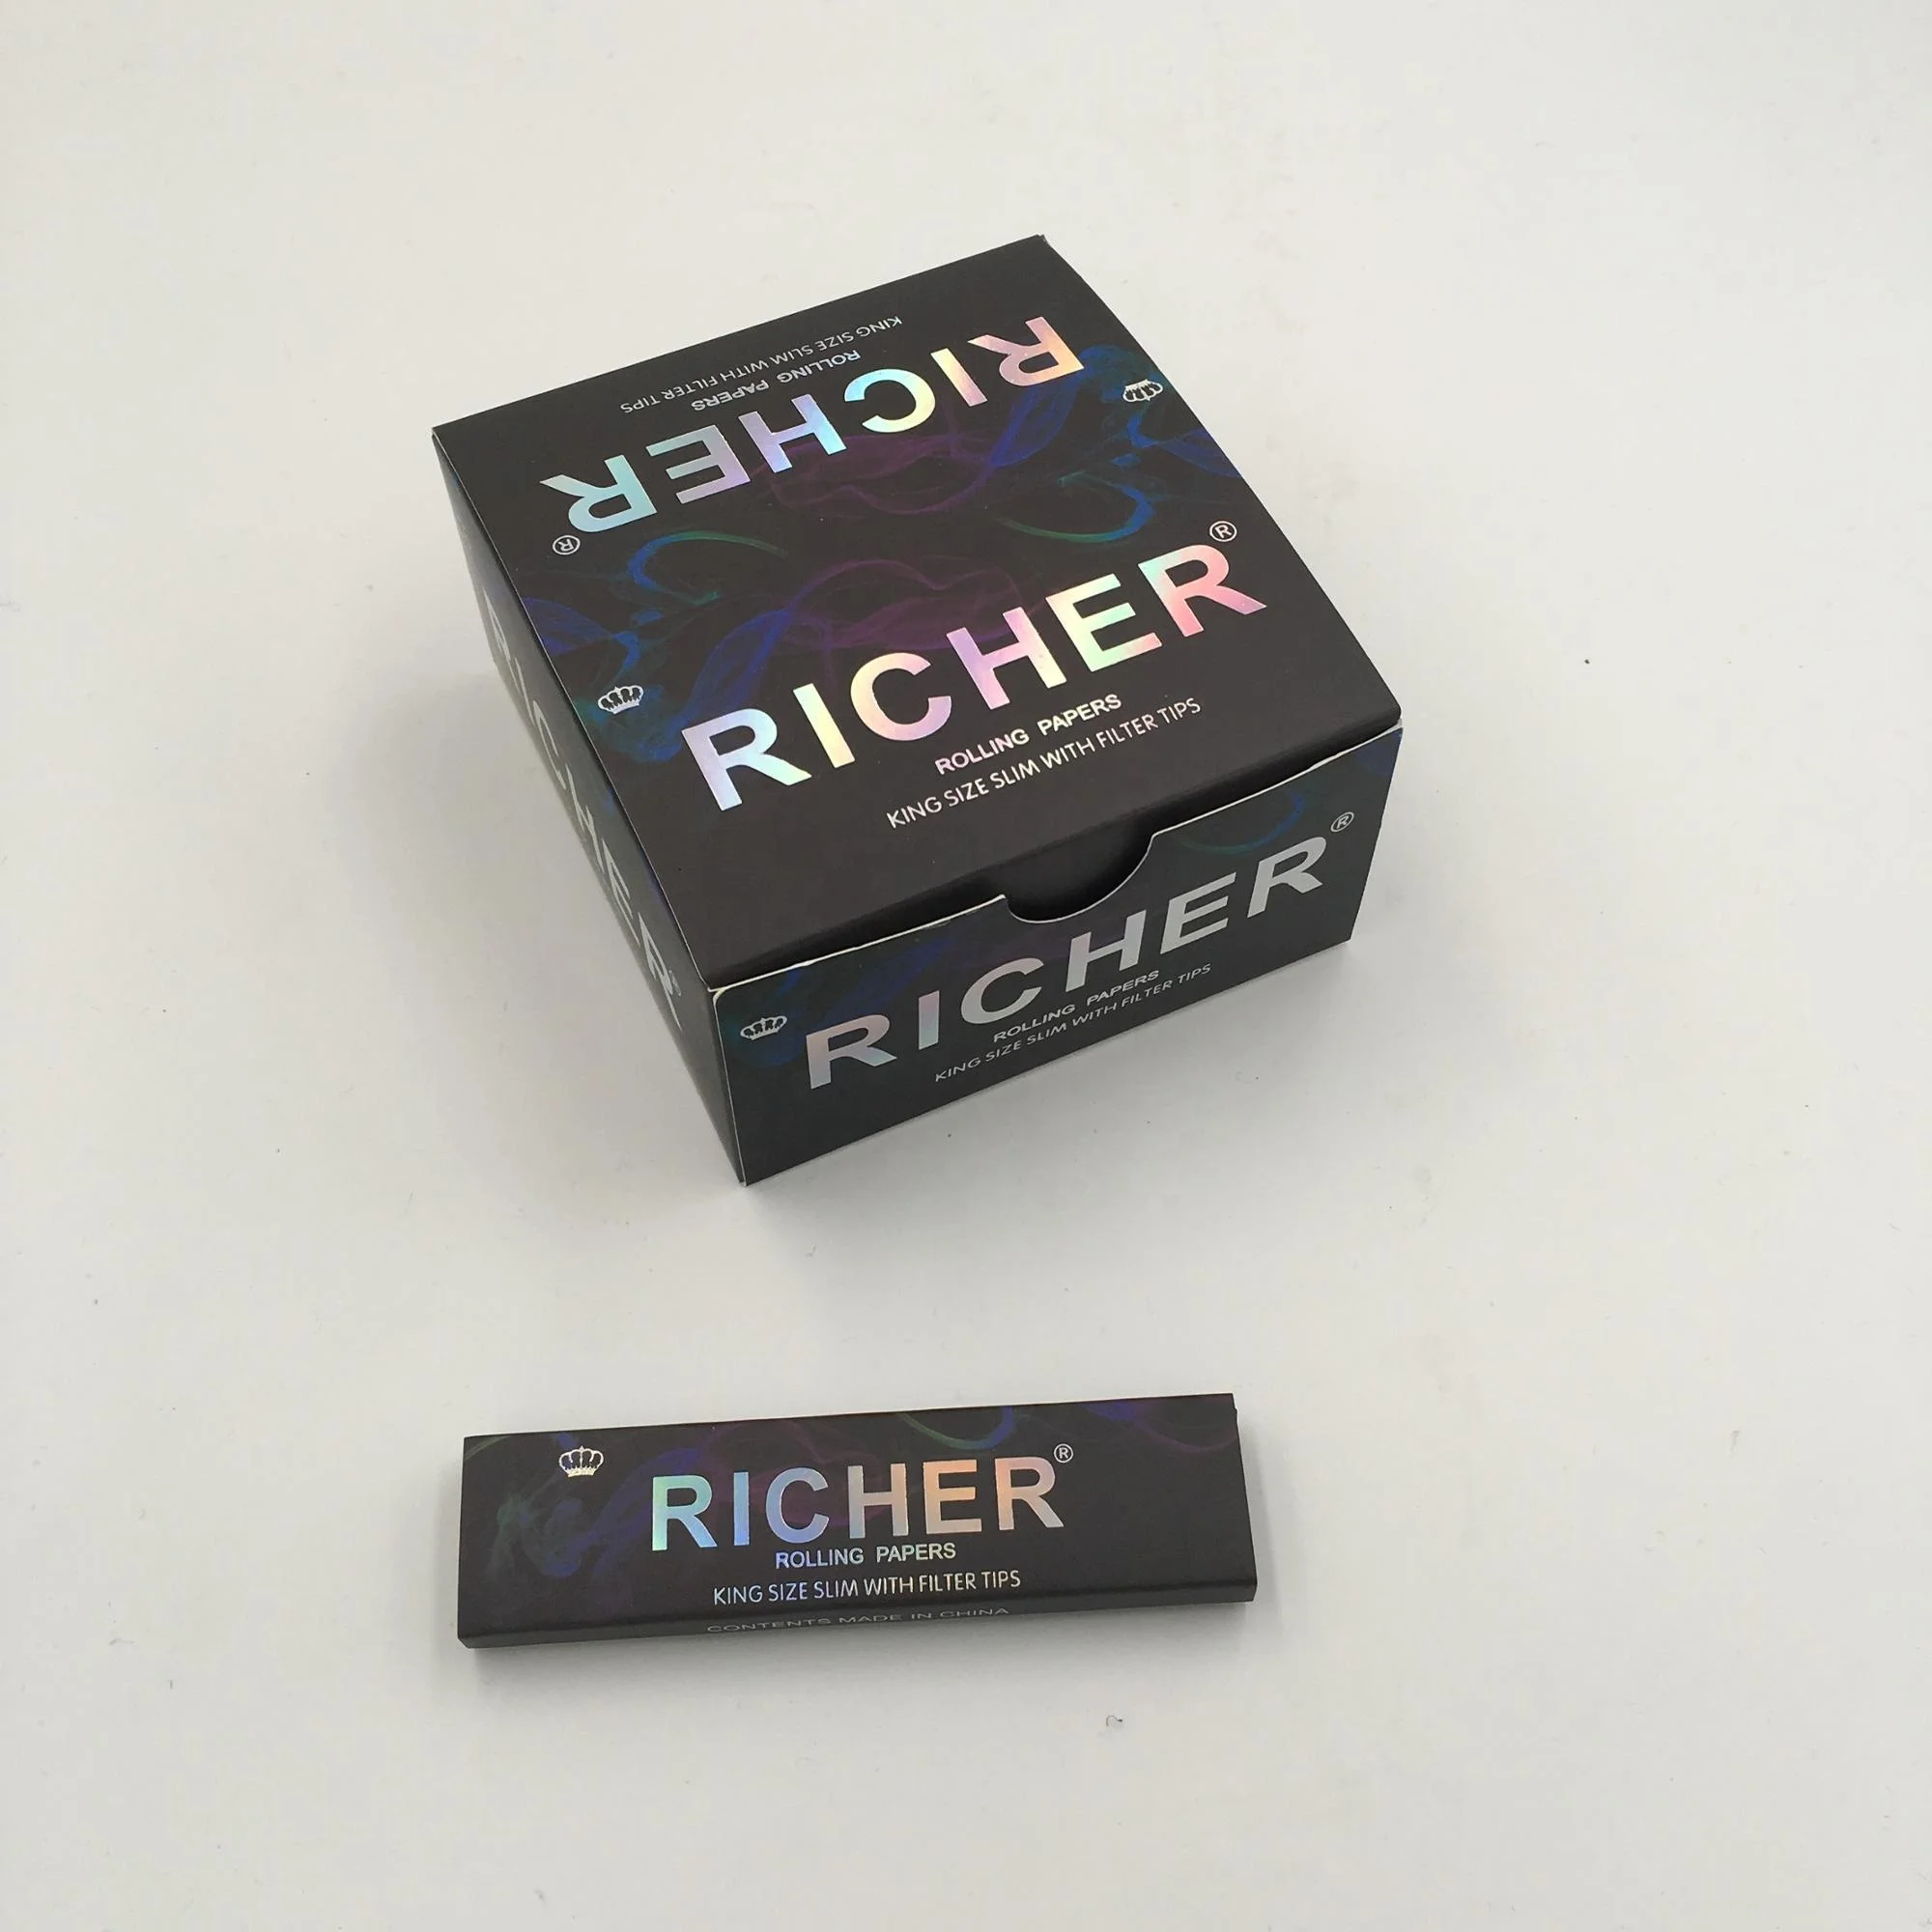 KING SIZE SLIM WITH FILTER TIPS
ROLLING PAPERS
RICHER®
RICHER®
ROLLING PAPERS
KING SIZE SLIM WITH FILTER TIPS
RICHER®
RICHER®
ROLLING PAPERS
KING SIZE SLIM WITH FILTER TIPS
RICHER®
ROLLING PAPERS
KING SIZE SLIM WITH FILTER TIPS
CONTENTS MADE IN CHINA